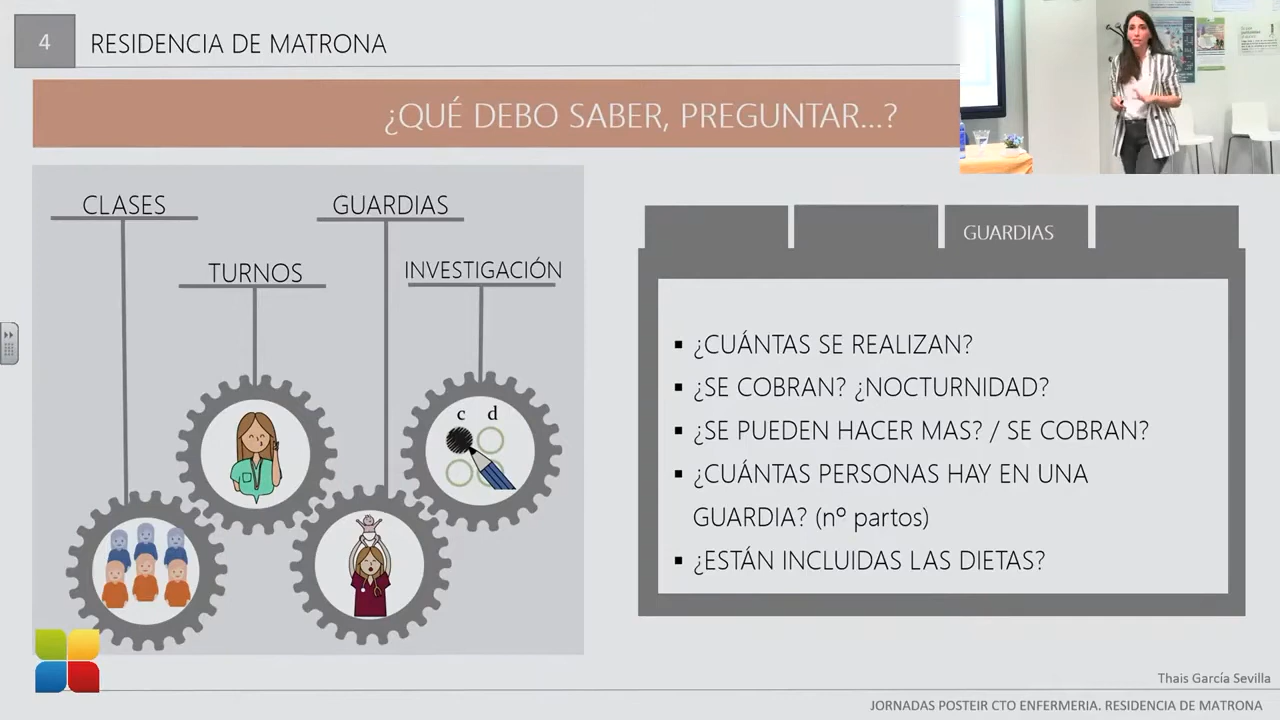 4
RESIDENCIA DE MATRONA
¿QUÉ DEBO SABER, PREGUNTAR...?
CLASES
GUARDIAS
TURNOS
INVESTIGACIÓN
c d
GUARDIAS
▪ ¿CUÁNTAS SE REALIZAN?
▪ ¿SE COBRAN? ¿NOCTURNIDAD?
▪ ¿SE PUEDEN HACER MAS? / SE COBRAN?
▪ ¿CUÁNTAS PERSONAS HAY EN UNA
GUARDIA? (nº partos)
▪ ¿ESTÁN INCLUIDAS LAS DIETAS?
Thais García Sevilla
JORNADAS POSTEIR CTO ENFERMERIA. RESIDENCIA DE MATRONA